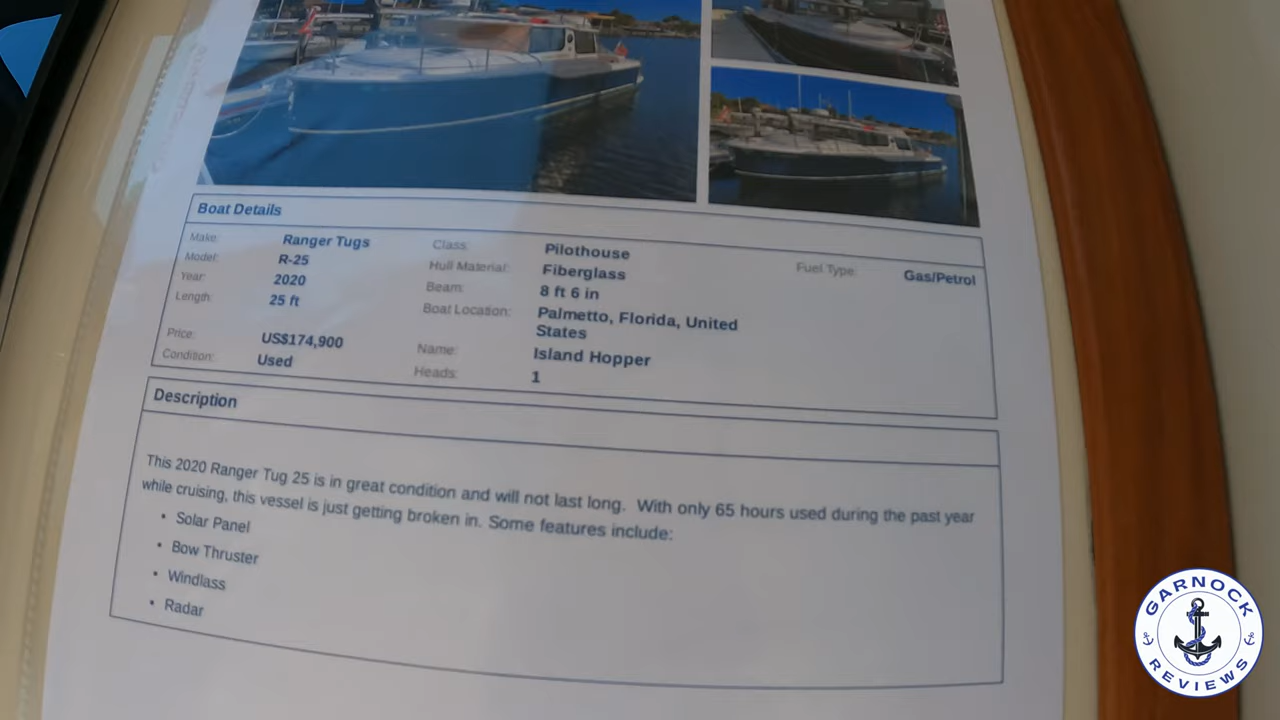 Boat Details
Make: Ranger Tugs
Model: R-25
Year: 2020
Length: 25 ft
Price: US$174,900
Condition: Used
Class: Pilothouse
Hull Material: Fiberglass
Beam: 8 ft 6 in
Boat Location: Palmetto, Florida, United
States
Name: Island Hopper
Heads: 1
Fuel Type: Gas/Petrol
Description
This 2020 Ranger Tug 25 is in great condition and will not last long. With only 65 hours used during the past year
while cruising, this vessel is just getting broken in. Some features include:
• Solar Panel
• Bow Thruster
• Windlass
• Radar
GARNOCK
REVIEWS